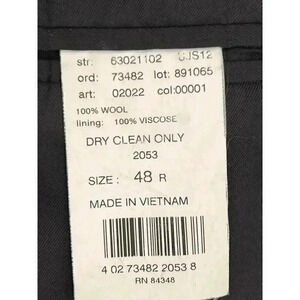 str: 63021102 UJS12
ord: 73482 lot: 891065
art: 02022 col:00001
100% WOOL
lining: 100% VISCOSE
DRY CLEAN ONLY
2053
SIZE: 48 R
MADE IN VIETNAM
4 02 73482 2053 8
RN 84348